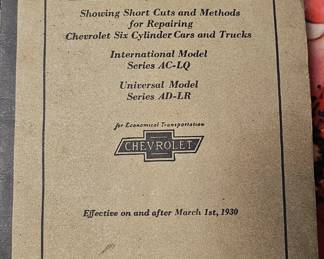 Showing Short Cuts and Methods
for Repairing
Chevrolet Six Cylinder Cars and Trucks
International Model
Series AC-LQ
Universal Model
Series AD-LR
for Economical Transportation
CHEVROLET
Effective on and after March 1st, 1930